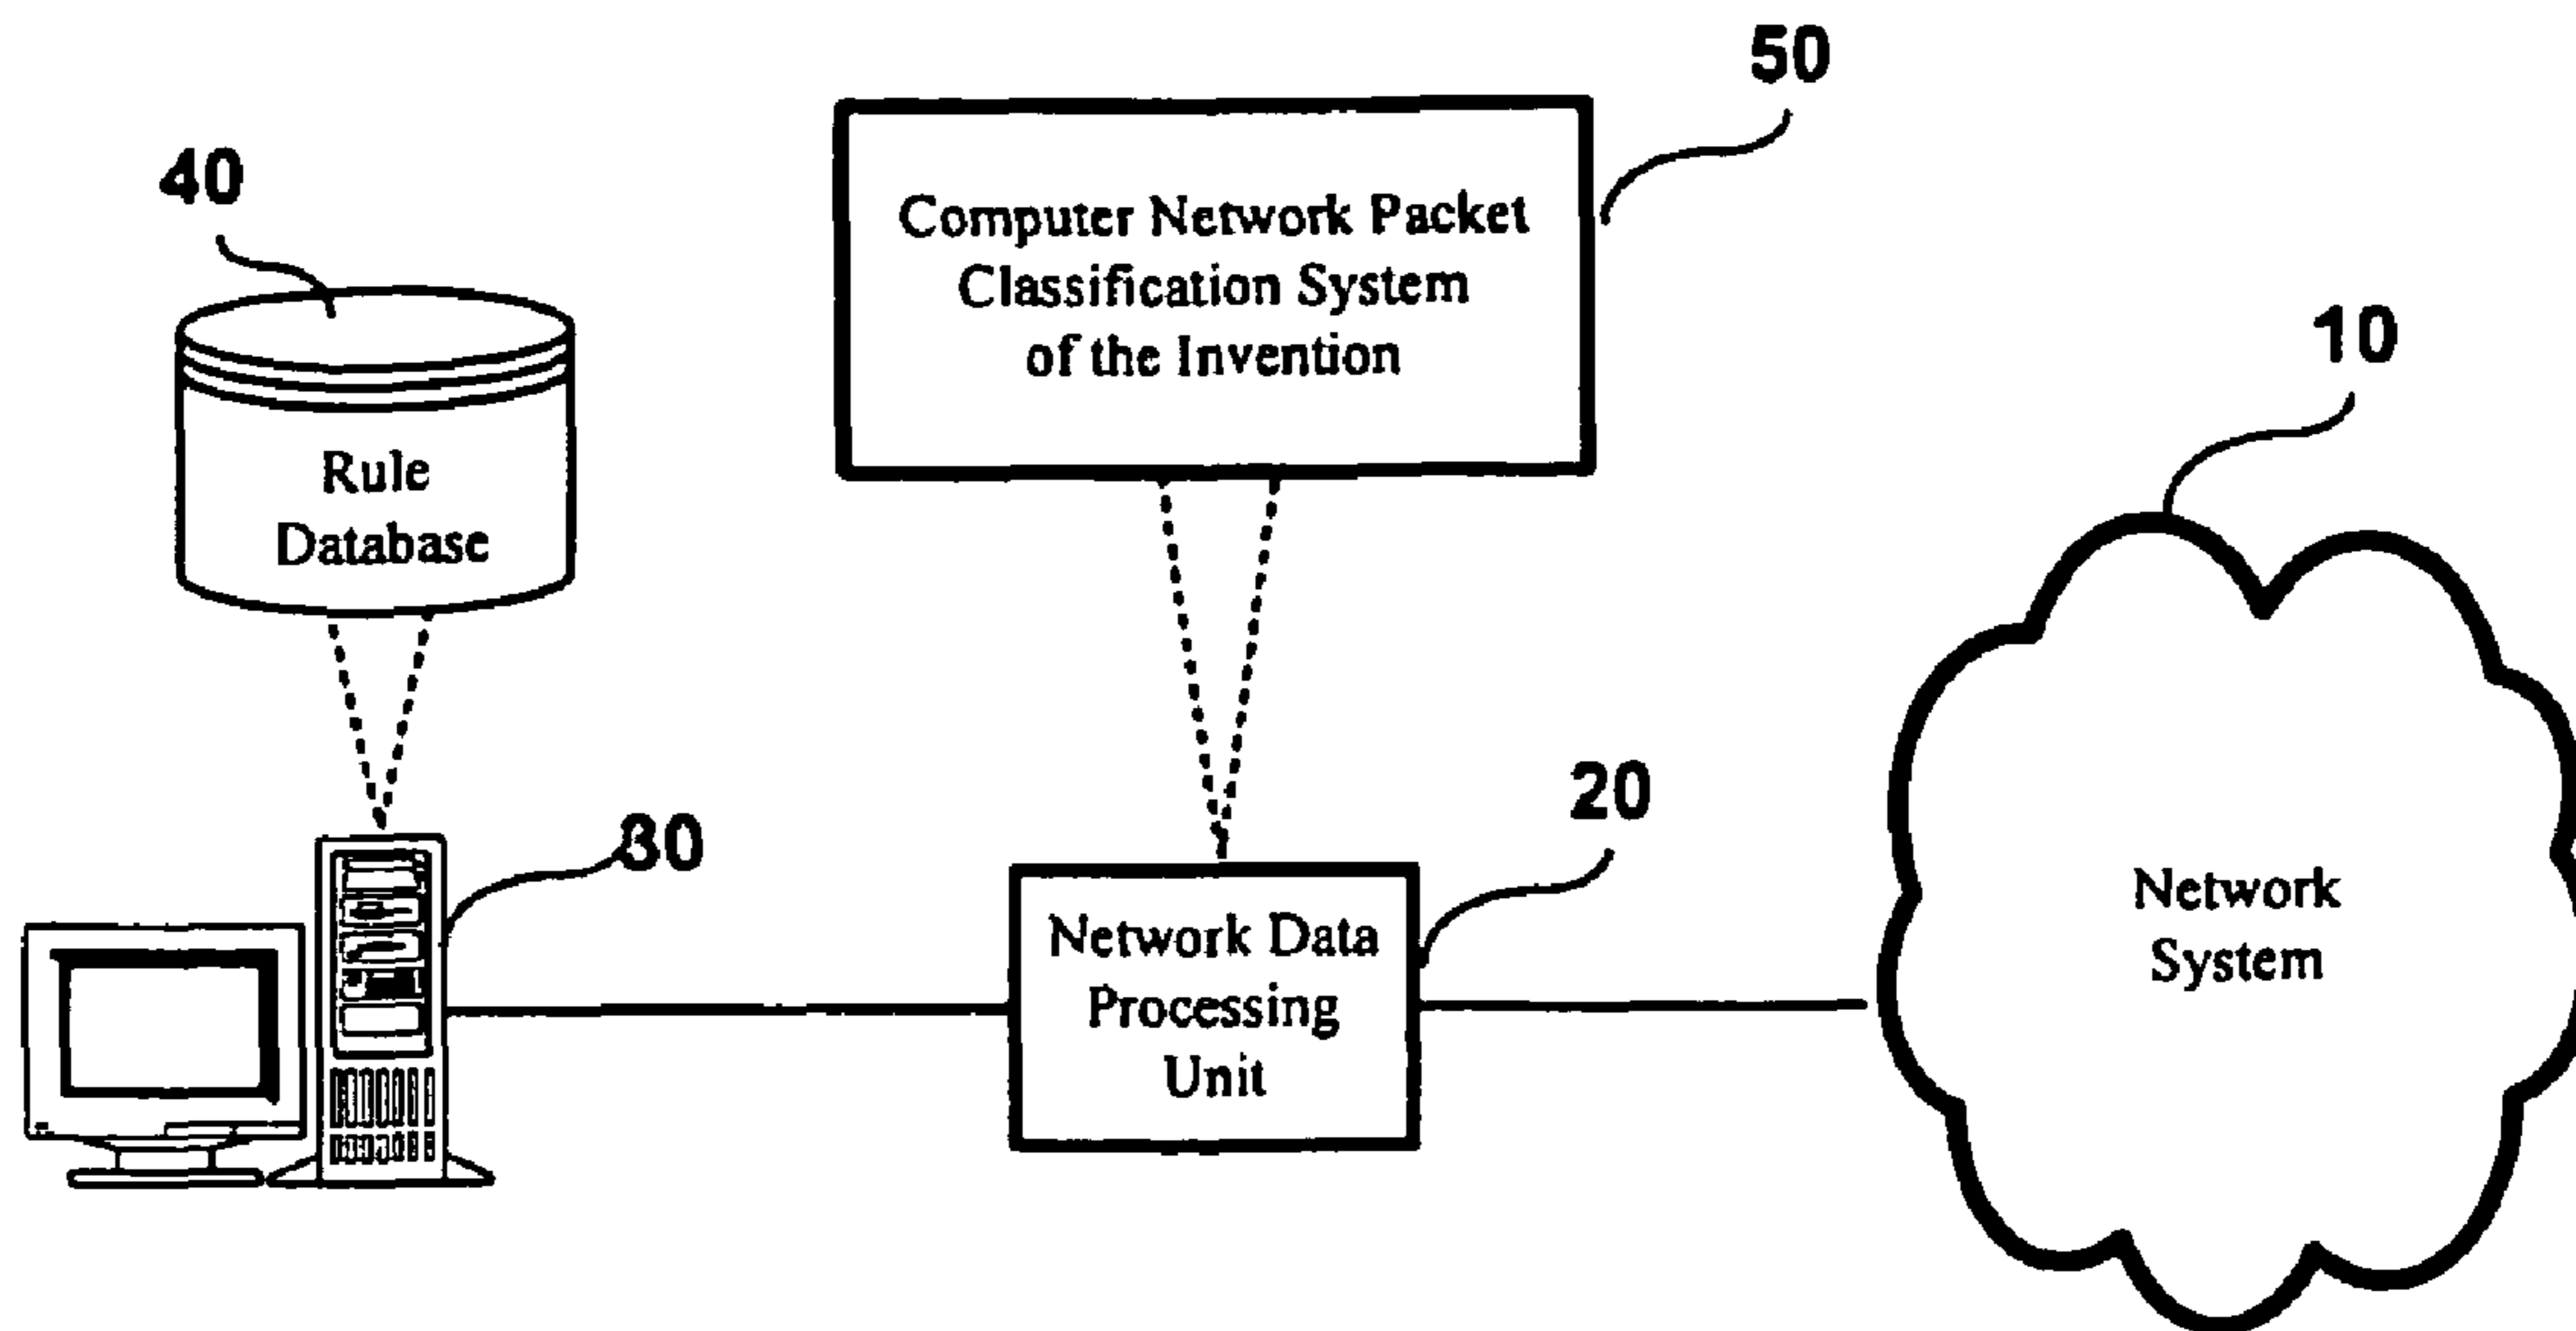 50
40
Computer Network Packet
Classification System
of the Invention
10
Rule
Database
20
30
Network Data
Processing
Unit
Network
System